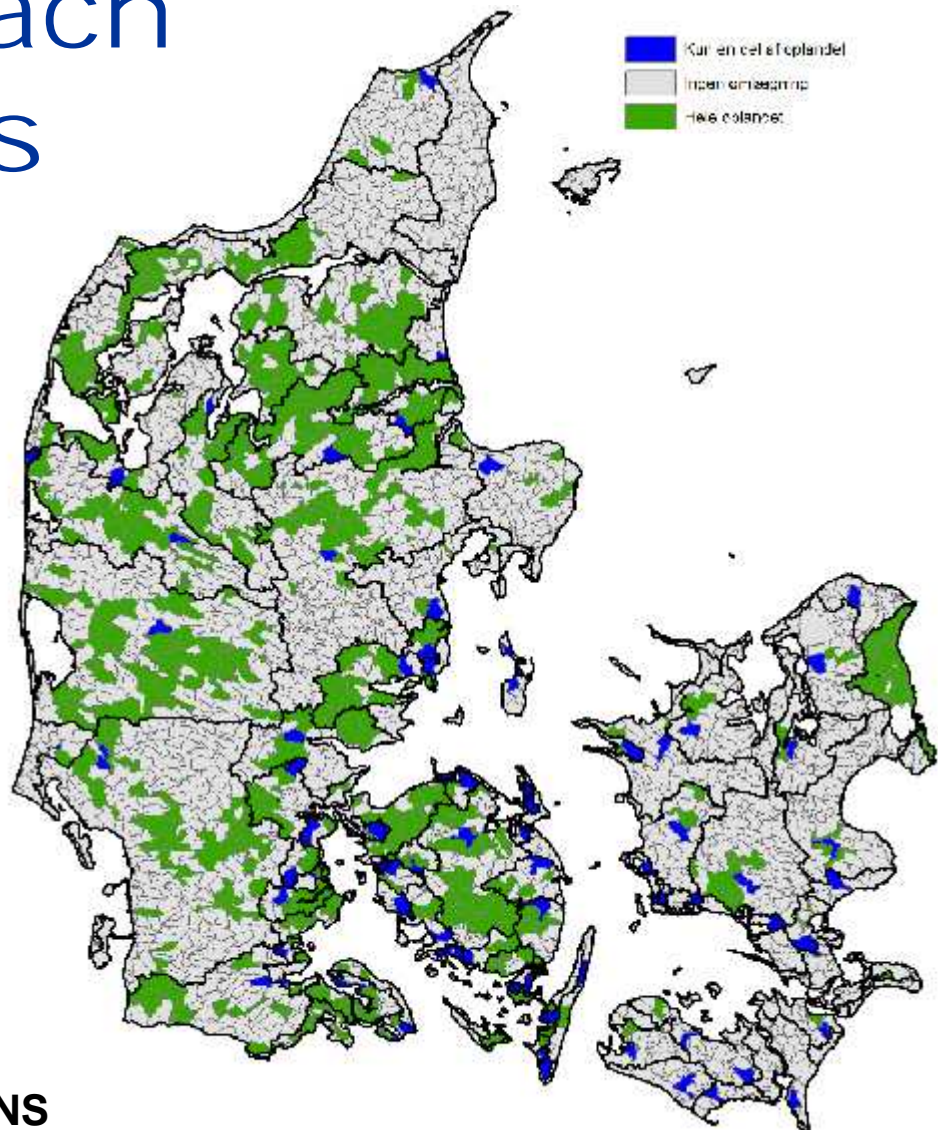 ach
s
Kun en del af oplandet
Ingen omlægning
Hele oplandet
NS